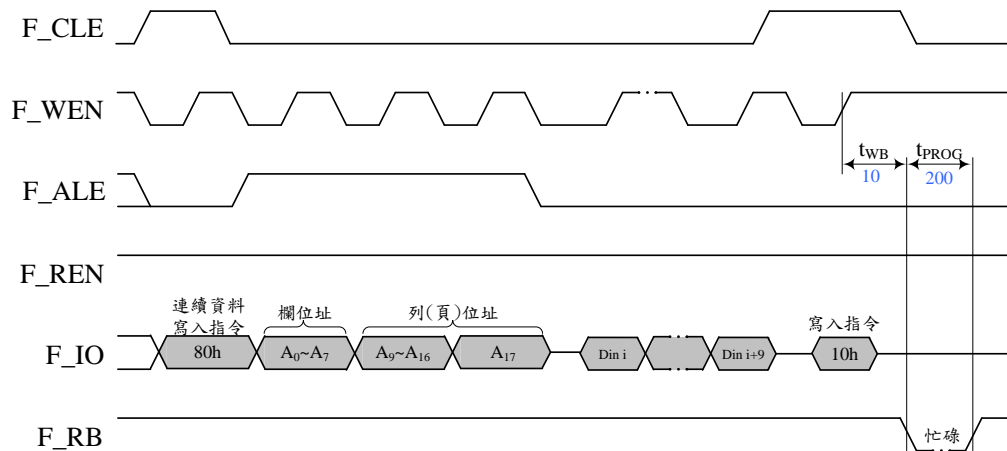 F_CLE
F_WEN
t_WB
t_PROG
10
200
F_ALE
F_REN
連續資料
寫入指令
欄位址
列(頁)位址
寫入指令
F_IO
80h
A0~A7
A9~A16
A17
Din i
Din i+9
10h
F_RB
忙碌